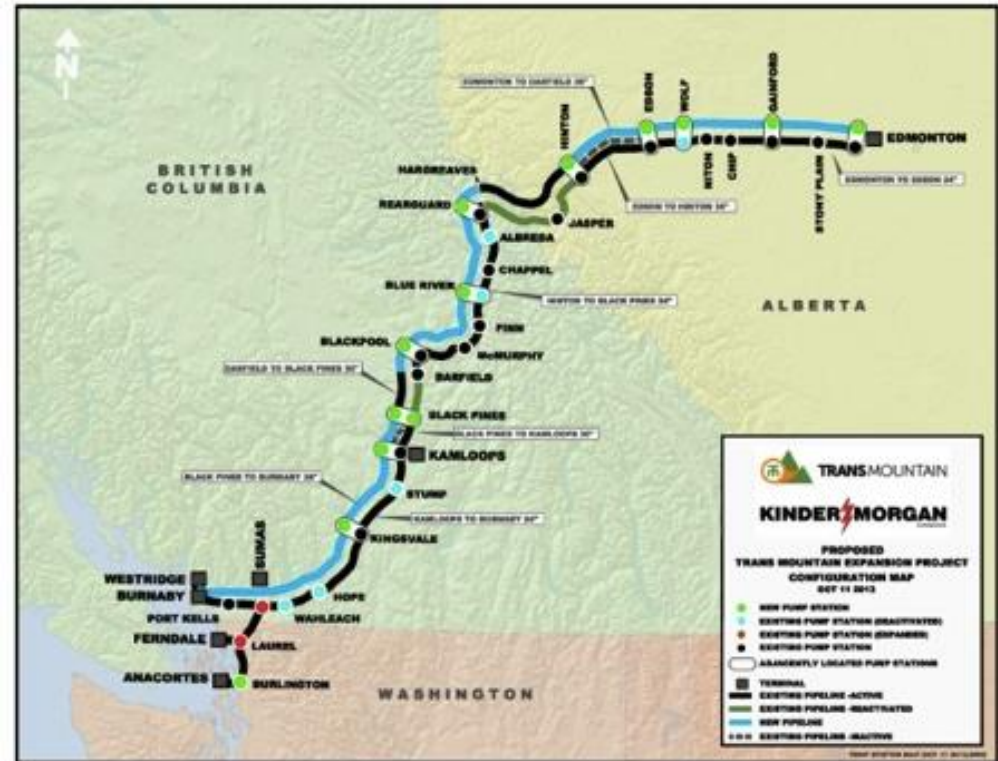 N
EDSON
WOLF
GAINFORD
EDMONTON TO DARFIELD 36"
HINTON
EDMONTON
BRITISH
COLUMBIA
HARGREAVES
NITON
CHIP
STONY PLAIN
EDMONTON TO EDSON 24"
EDSON TO HINTON 36"
REARGUARD
JASPER
ALBREDA
CHAPPEL
BLUE RIVER
HINTON TO BLACK PINES 24"
ALBERTA
FINN
BLACKPOOL
McMURPHY
DARFIELD
DARFIELD TO BLACK PINES 30"
BLACK PINES
BLACK PINES TO KAMLOOPS 30"
KAMLOOPS
BLACK PINES TO BURNABY 36"
STUMP
KAMLOOPS TO BURNABY 24"
KINGSVALE
SUMAS
WESTRIDGE
BURNABY
HOPE
PORT KELLS
WAHLEACH
FERNDALE
LAUREL
ANACORTES
BURLINGTON
WASHINGTON
TRANSMOUNTAIN
KINDER MORGAN
CANADA
PROPOSED
TRANS MOUNTAIN EXPANSION PROJECT
CONFIGURATION MAP
OCT 11 2013
NEW PUMP STATION
EXISTING PUMP STATION (DEACTIVATED)
EXISTING PUMP STATION (EXPANDED)
EXISTING PUMP STATION
ADJACENTLY LOCATED PUMP STATIONS
TERMINAL
EXISTING PIPELINE -ACTIVE
EXISTING PIPELINE -REACTIVATED
NEW PIPELINE
EXISTING PIPELINE -INACTIVE